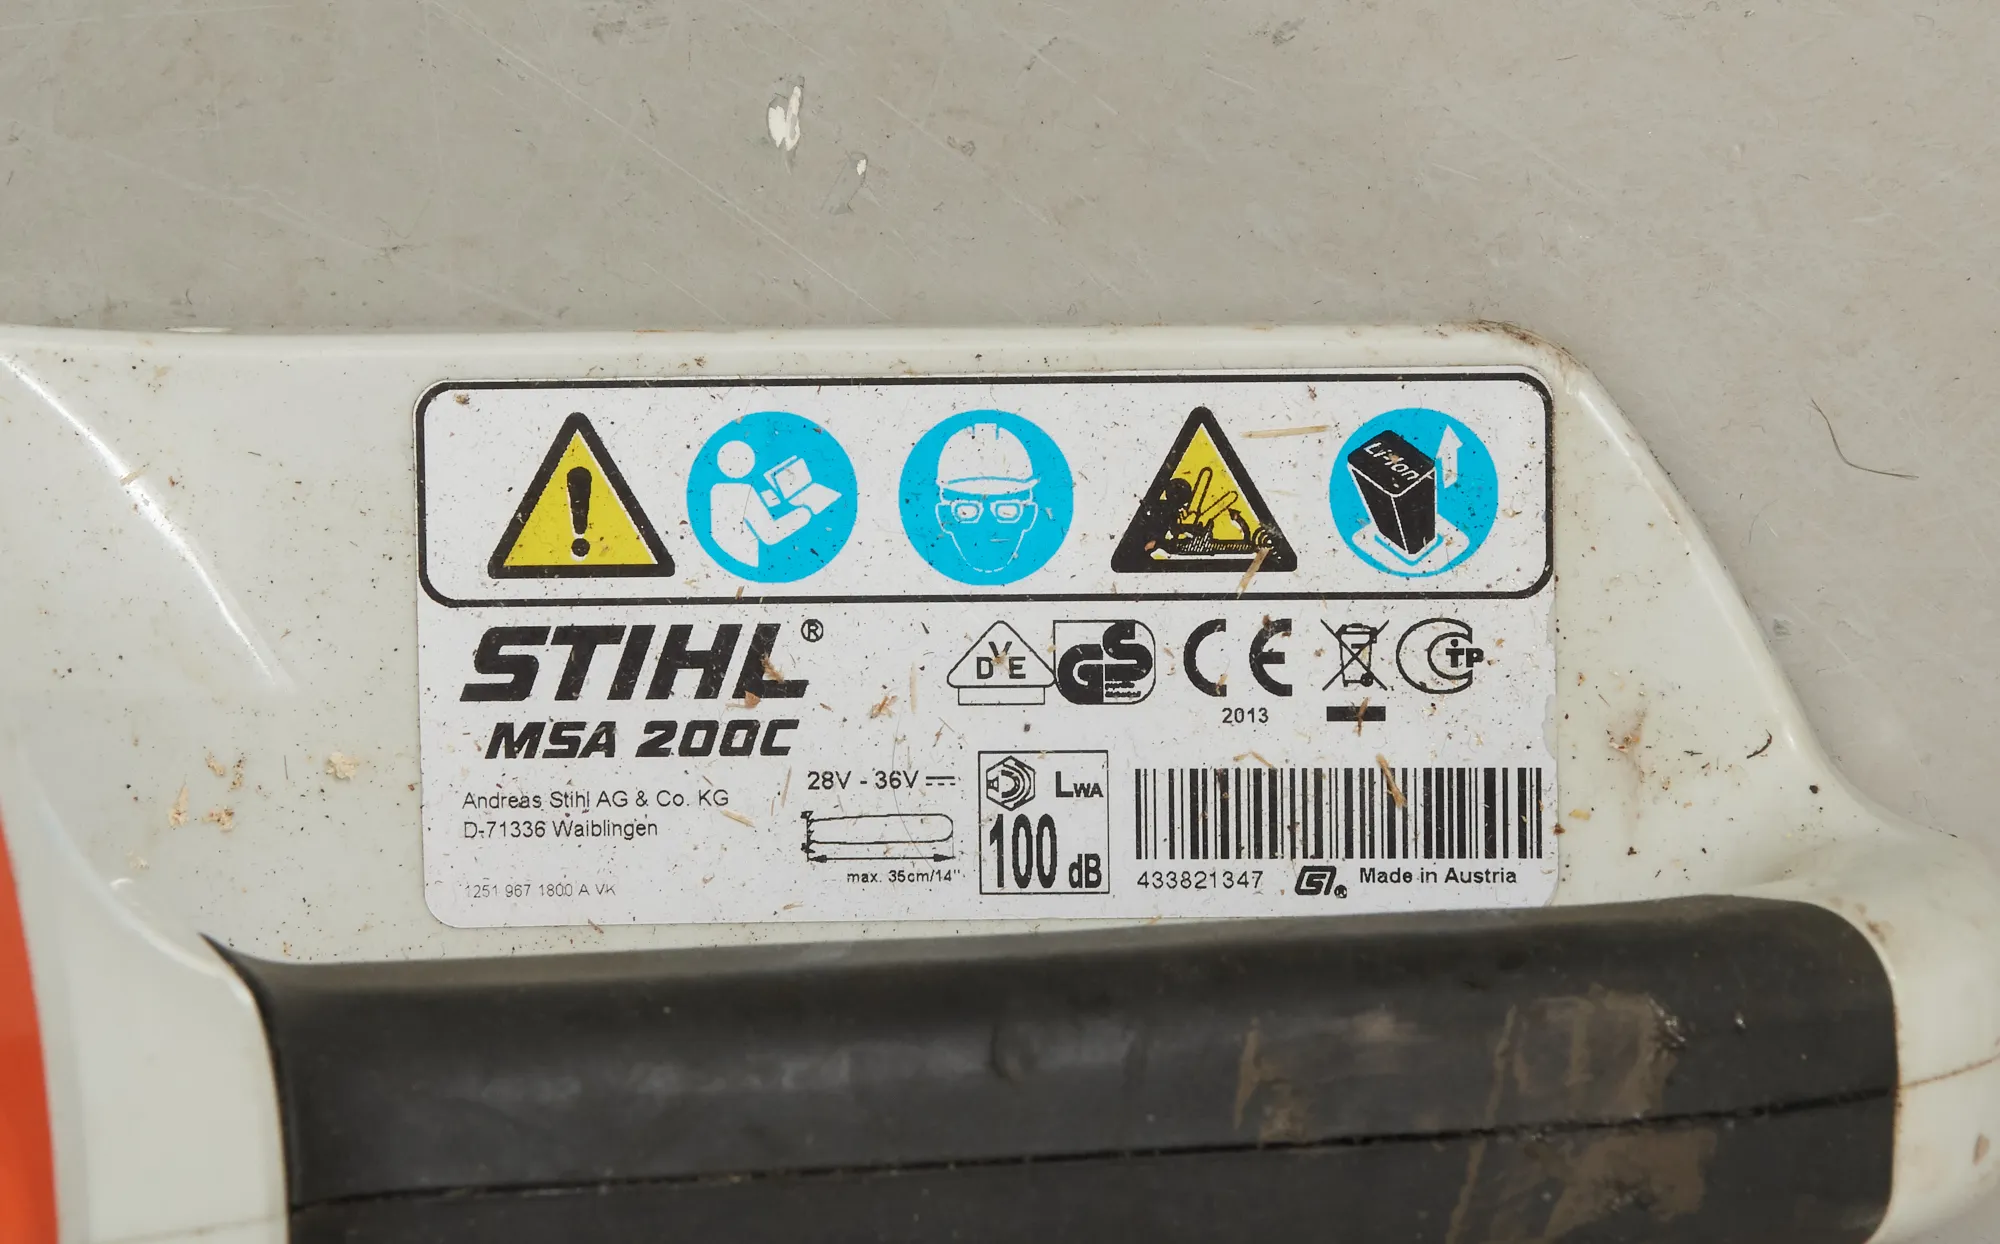 Li-Ion
STIHL®
MSA 200C
Andreas Stihl AG & Co. KG
D-71336 Waiblingen
1251 967 1800 A VK
28V - 36V
max. 35cm/14"
DVE
GS
CE
2013
TP
LWA
100 dB
433821347
Made in Austria